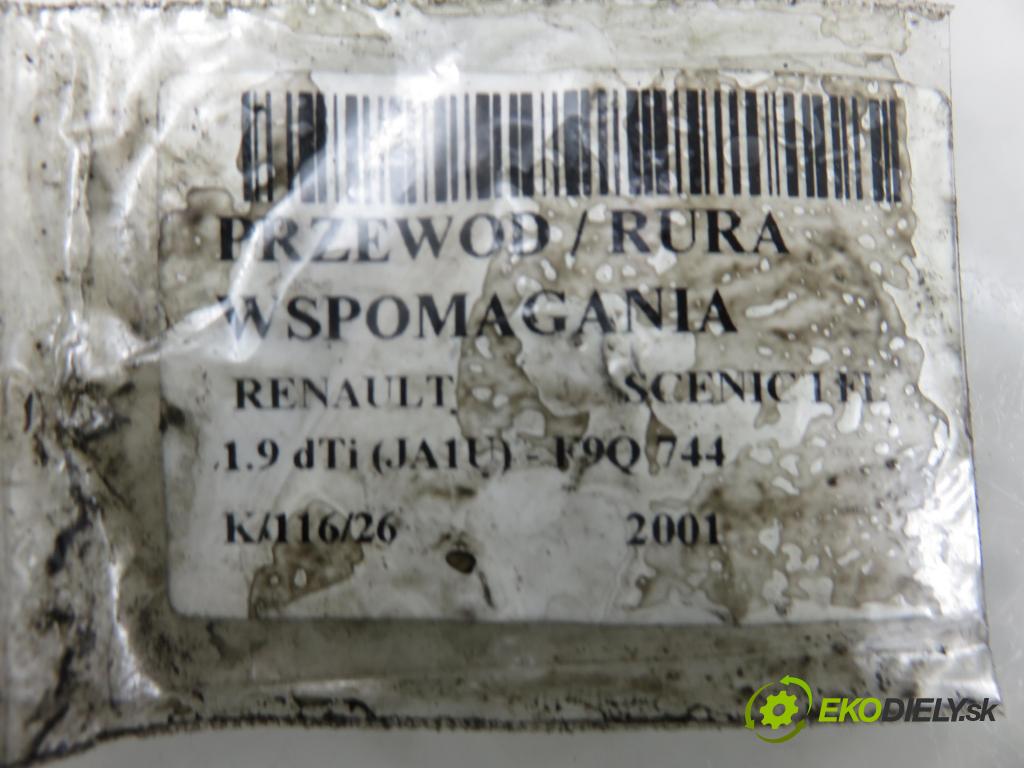 PRZEWOD / RURA
WSPOMAGANIA
RENAULT SCENIC I FL
1.9 dTi (JA1U) - F9Q 744
K/116/26 2001
EKODIELY.sk